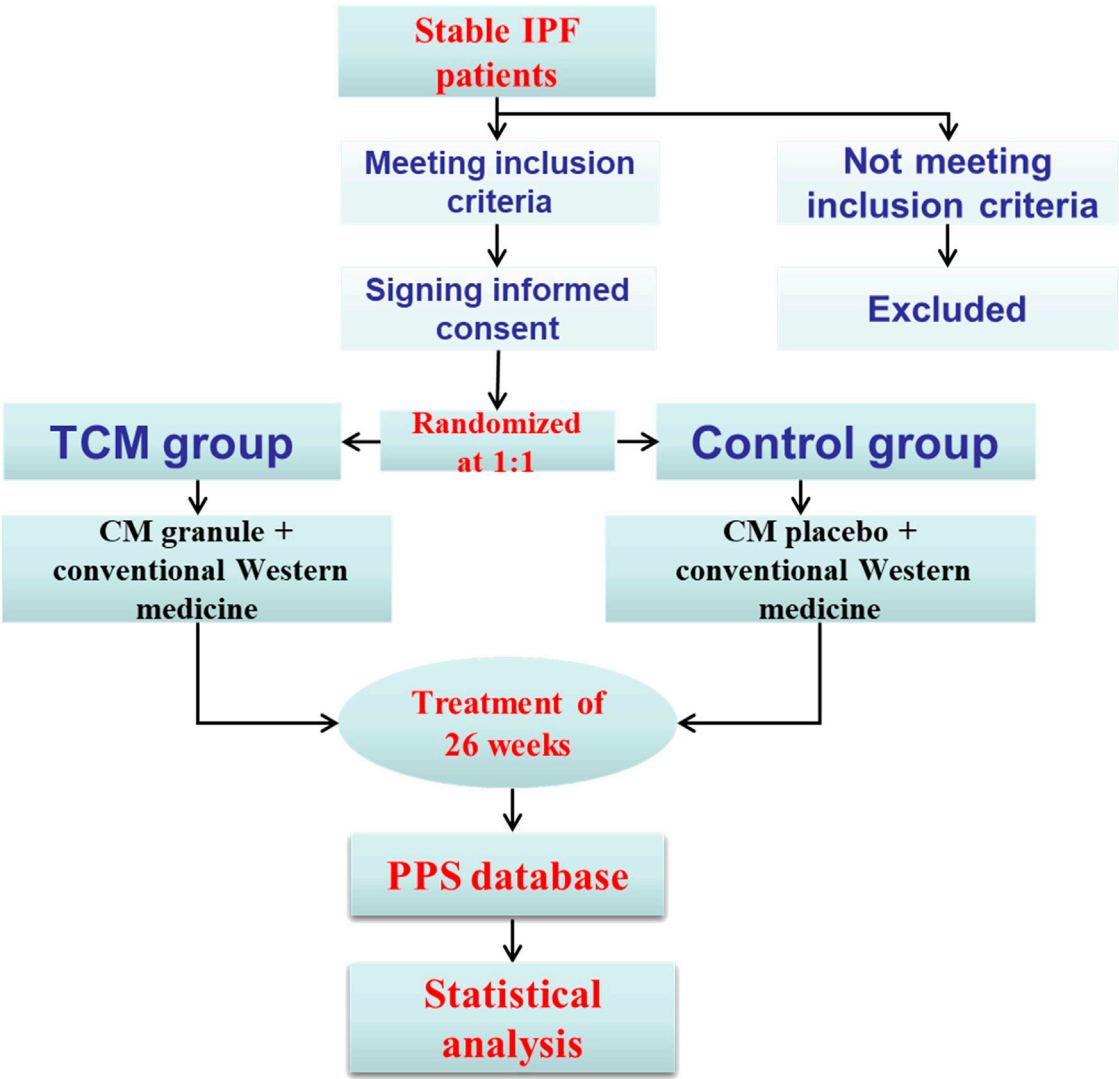 Stable IPF
patients
Meeting inclusion
criteria
Not meeting
inclusion criteria
Signing informed
consent
Excluded
TCM group
Randomized
at 1:1
Control group
CM granule +
conventional Western
medicine
CM placebo +
conventional Western
medicine
Treatment of
26 weeks
PPS database
Statistical
analysis